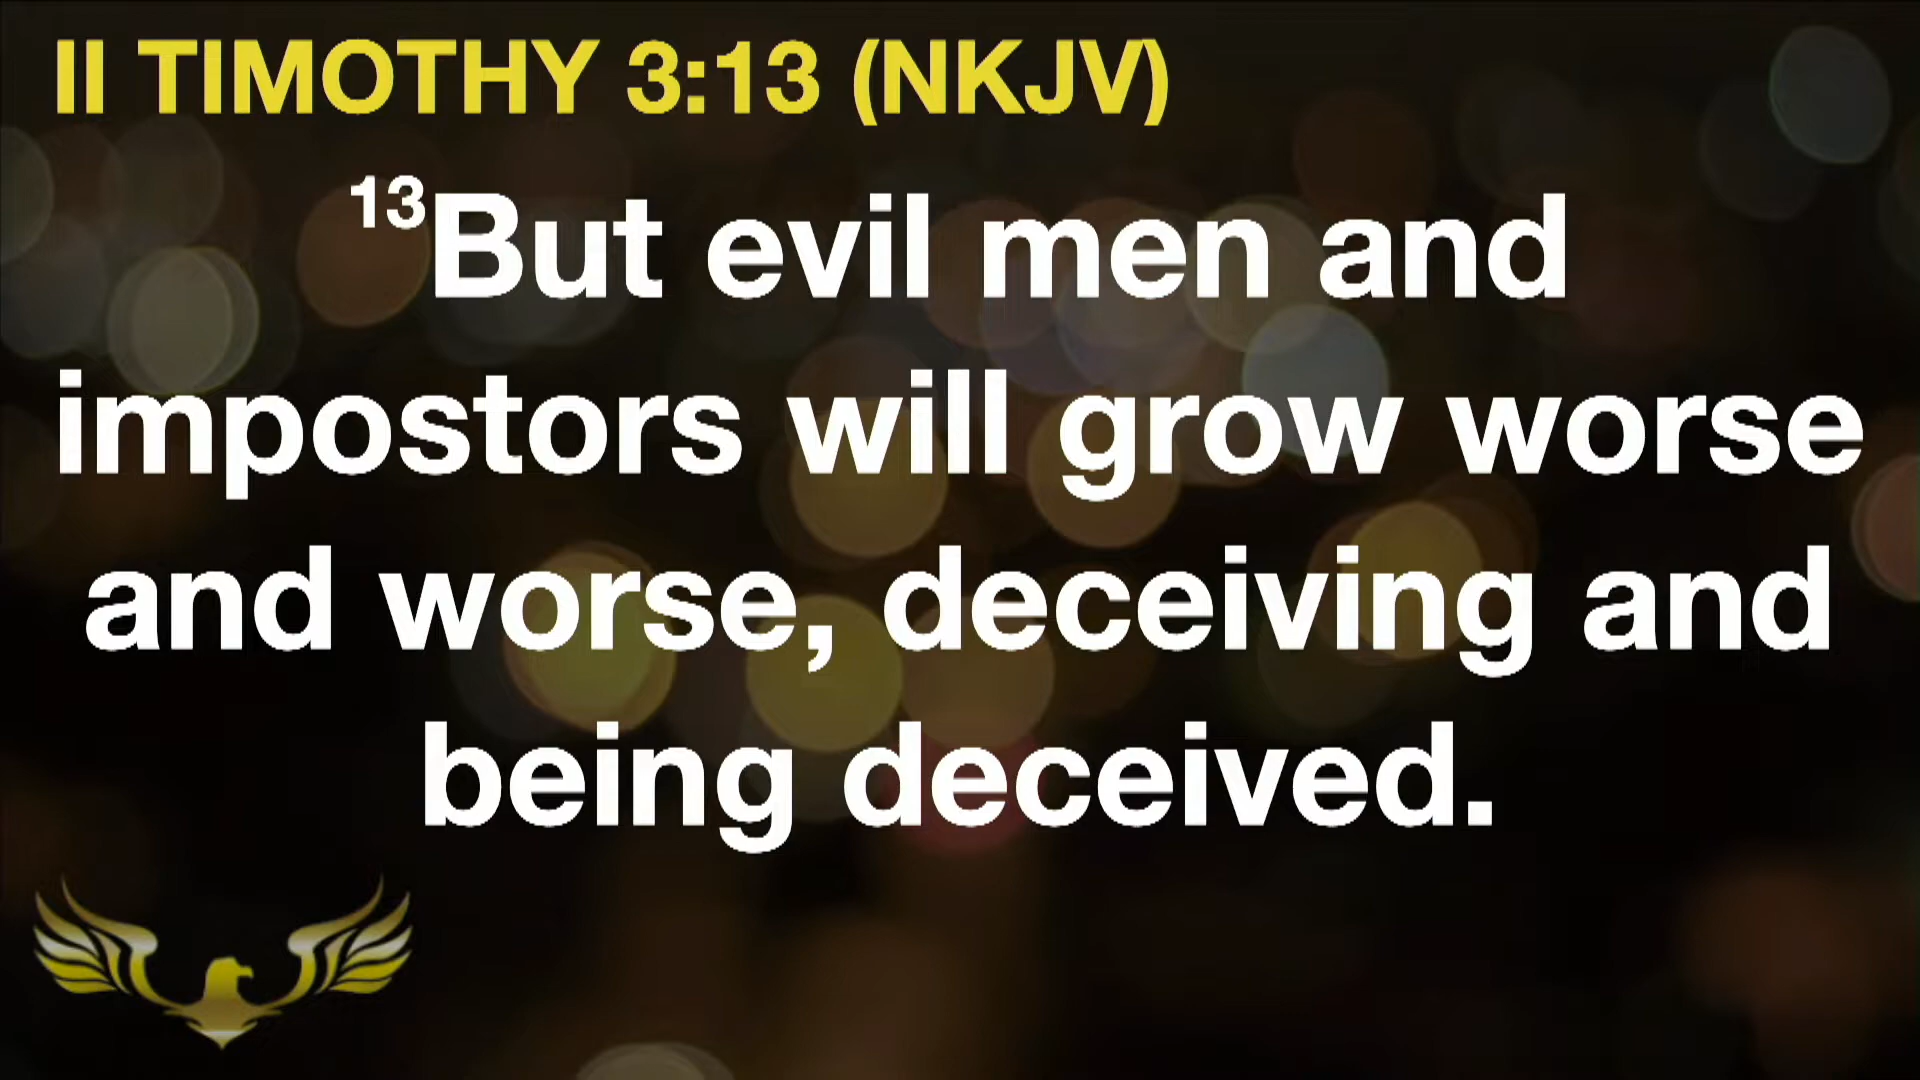 II TIMOTHY 3:13 (NKJV)
13But evil men and
impostors will grow worse
and worse, deceiving and
being deceived.